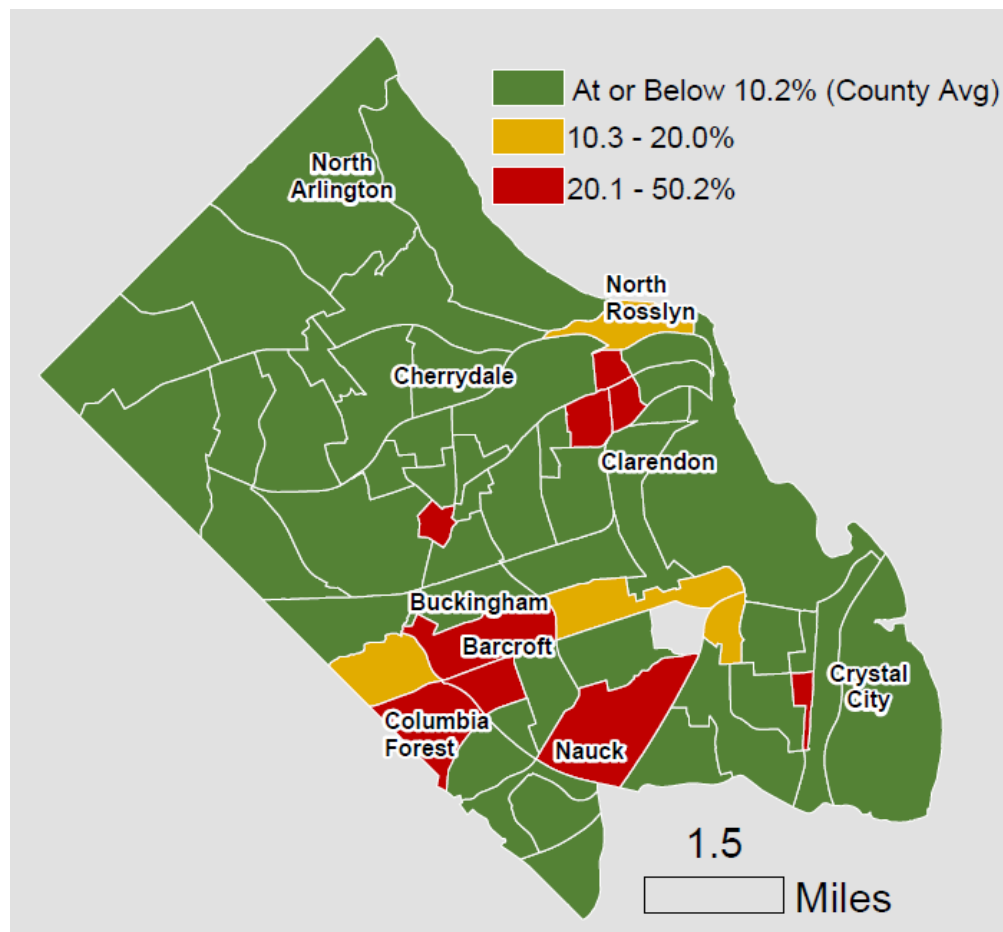 At or Below 10.2% (County Avg)
10.3 - 20.0%
20.1 - 50.2%
North
Arlington
North
Rosslyn
Cherrydale
Clarendon
Buckingham
Barcroft
Crystal
City
Columbia
Forest
Nauck
1.5
Miles